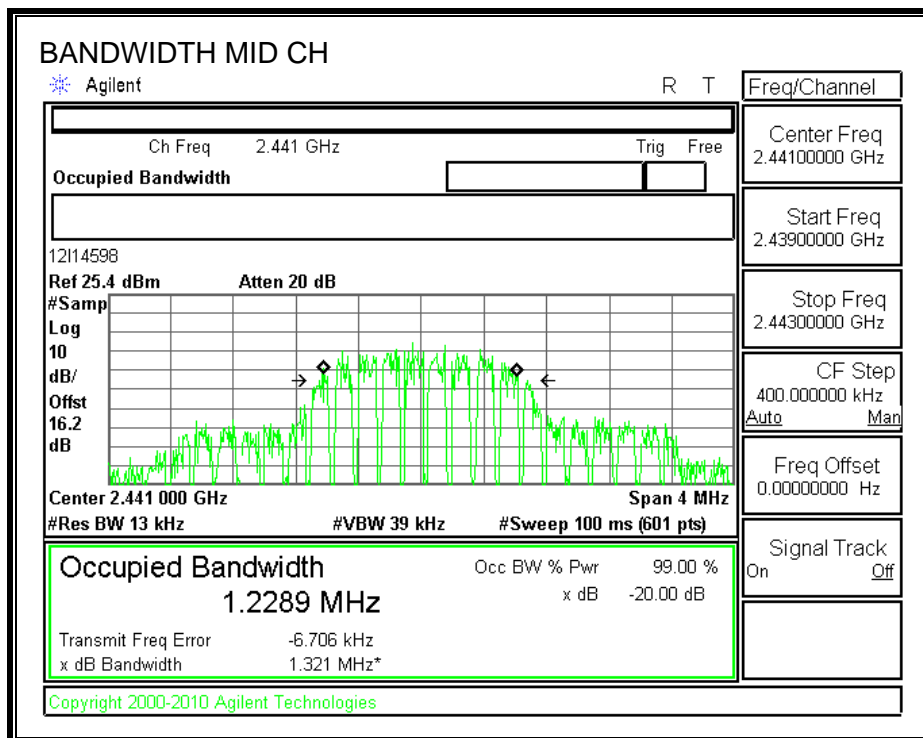 BANDWIDTH MID CH
Agilent R T
Freq/Channel
Ch Freq 2.441 GHz Trig Free
Occupied Bandwidth
Center Freq
2.44100000 GHz
Start Freq
2.43900000 GHz
12I14598
Ref 25.4 dBm Atten 20 dB
#Samp
Log
10
dB/
Offst
16.2
dB
Stop Freq
2.44300000 GHz
CF Step
400.000000 kHz
Auto Man
Freq Offset
0.00000000 Hz
Center 2.441 000 GHz Span 4 MHz
#Res BW 13 kHz #VBW 39 kHz #Sweep 100 ms (601 pts)
Signal Track
On Off
Occupied Bandwidth
1.2289 MHz
Occ BW % Pwr 99.00 %
x dB -20.00 dB
Transmit Freq Error -6.706 kHz
x dB Bandwidth 1.321 MHz*
Copyright 2000-2010 Agilent Technologies